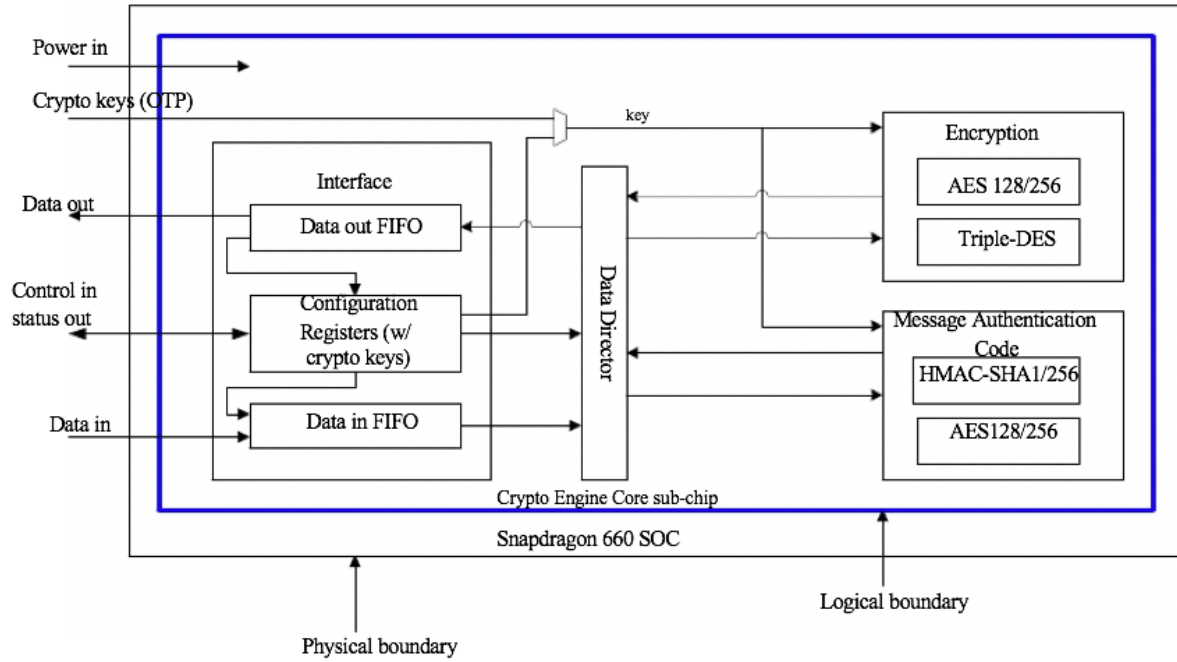 Power in
Crypto keys (OTP)
key
Encryption
AES 128/256
Triple-DES
Interface
Data out
Data out FIFO
Control in
status out
Configuration
Registers (w/
crypto keys)
Data in
Data in FIFO
Data Director
Message Authentication
Code
HMAC-SHA1/256
AES128/256
Crypto Engine Core sub-chip
Snapdragon 660 SOC
Logical boundary
Physical boundary